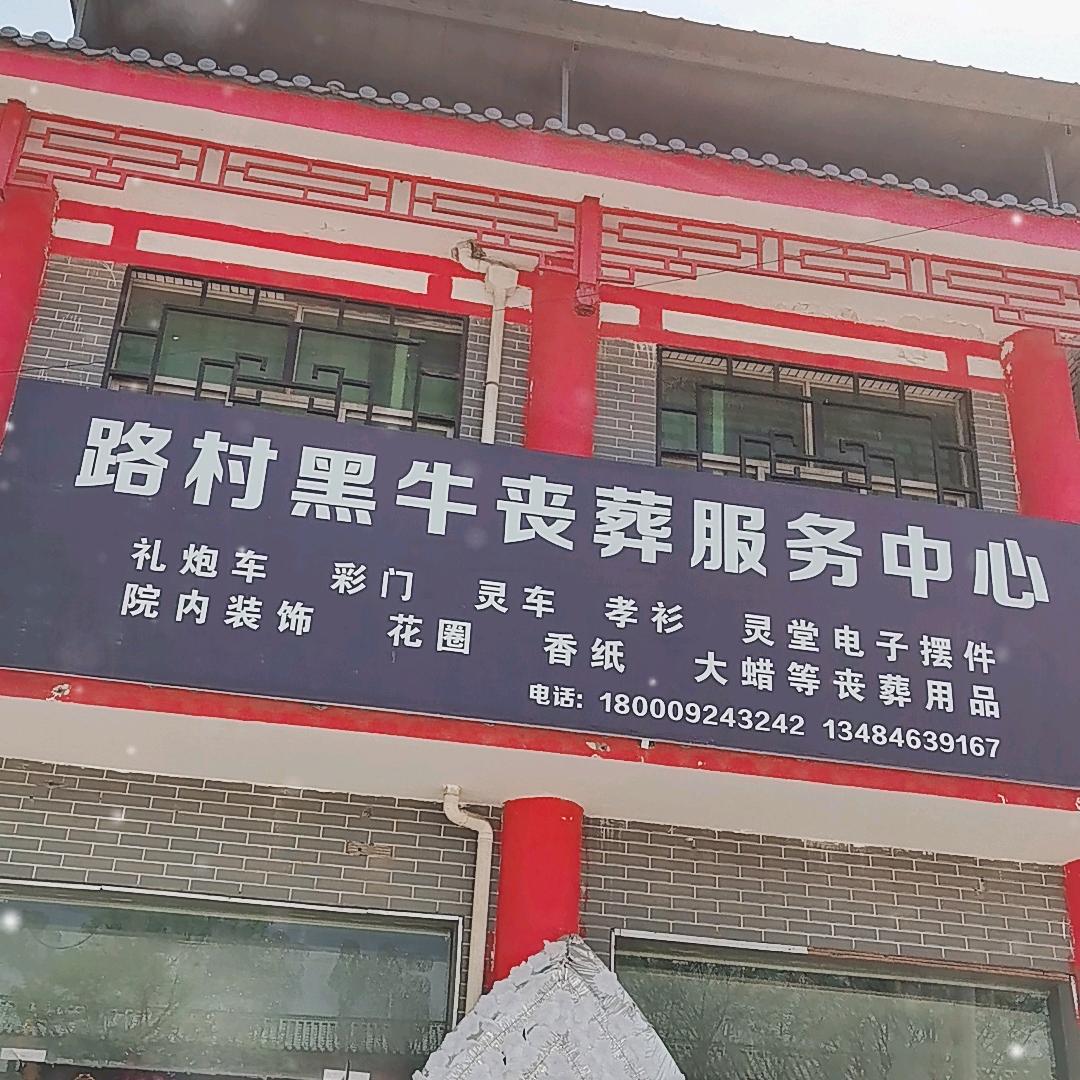 路村黑牛丧葬服务中心
礼炮车 彩门 灵车 孝衫 灵堂电子摆件
院内装饰 花圈 香纸 大蜡等丧葬用品
电话: 180009243242 13484639167